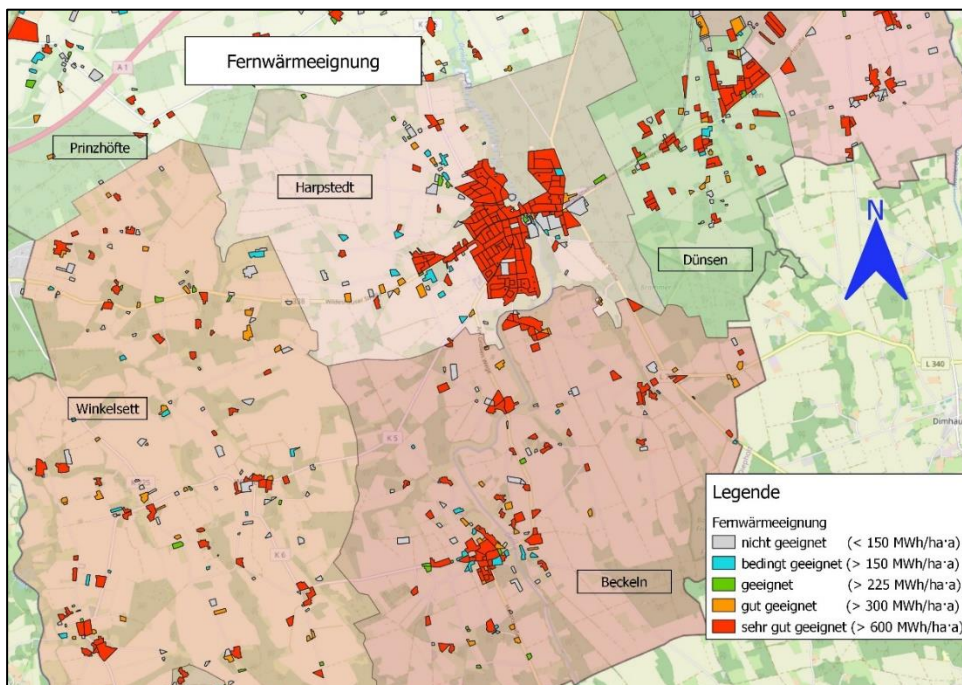 Fernwärmeeignung
A 1
Prinzhöfte
Harpstedt
Dünsen
N
L 340
Winkelsett
K 5
K 6
Beckeln
Legende
Fernwärmeeignung
nicht geeignet (< 150 MWh/ha·a)
bedingt geeignet (> 150 MWh/ha·a)
geeignet (> 225 MWh/ha·a)
gut geeignet (> 300 MWh/ha·a)
sehr gut geeignet (> 600 MWh/ha·a)